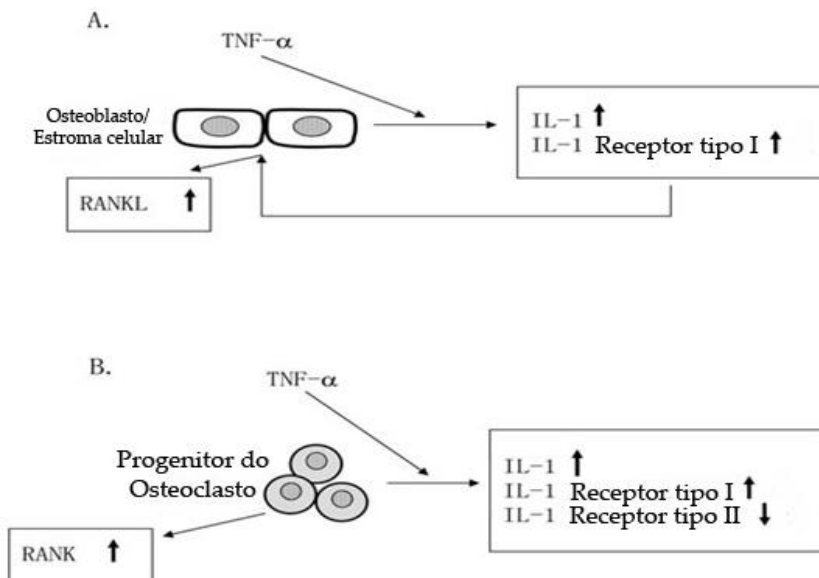 A.
TNF-α
Osteoblasto/
Estroma celular
IL-1 ↑
IL-1 Receptor tipo I ↑
RANKL ↑
B.
TNF-α
Progenitor do
Osteoclasto
IL-1 ↑
IL-1 Receptor tipo I ↑
IL-1 Receptor tipo II ↓
RANK ↑